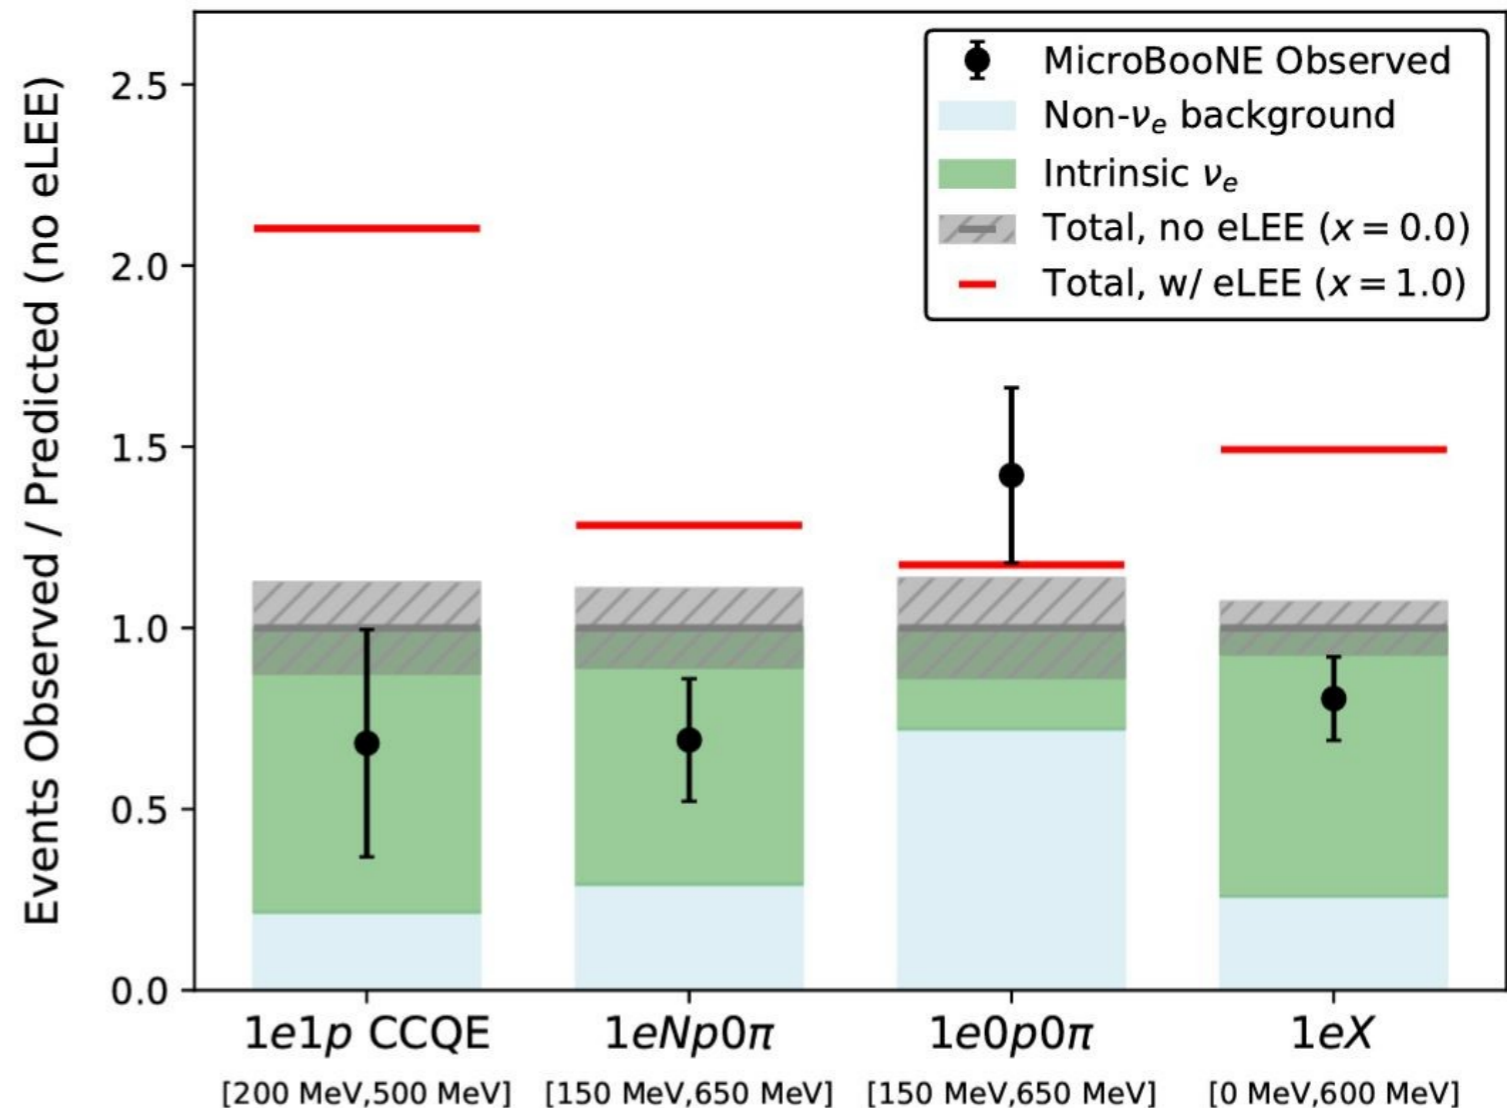 Events Observed / Predicted (no eLEE)
2.5
2.0
1.5
1.0
0.5
0.0
MicroBooNE Observed
Non-νₑ background
Intrinsic νₑ
Total, no eLEE (x = 0.0)
Total, w/ eLEE (x = 1.0)
1e1p CCQE
1eNp0π
1e0p0π
1eX
[200 MeV,500 MeV]
[150 MeV,650 MeV]
[150 MeV,650 MeV]
[0 MeV,600 MeV]